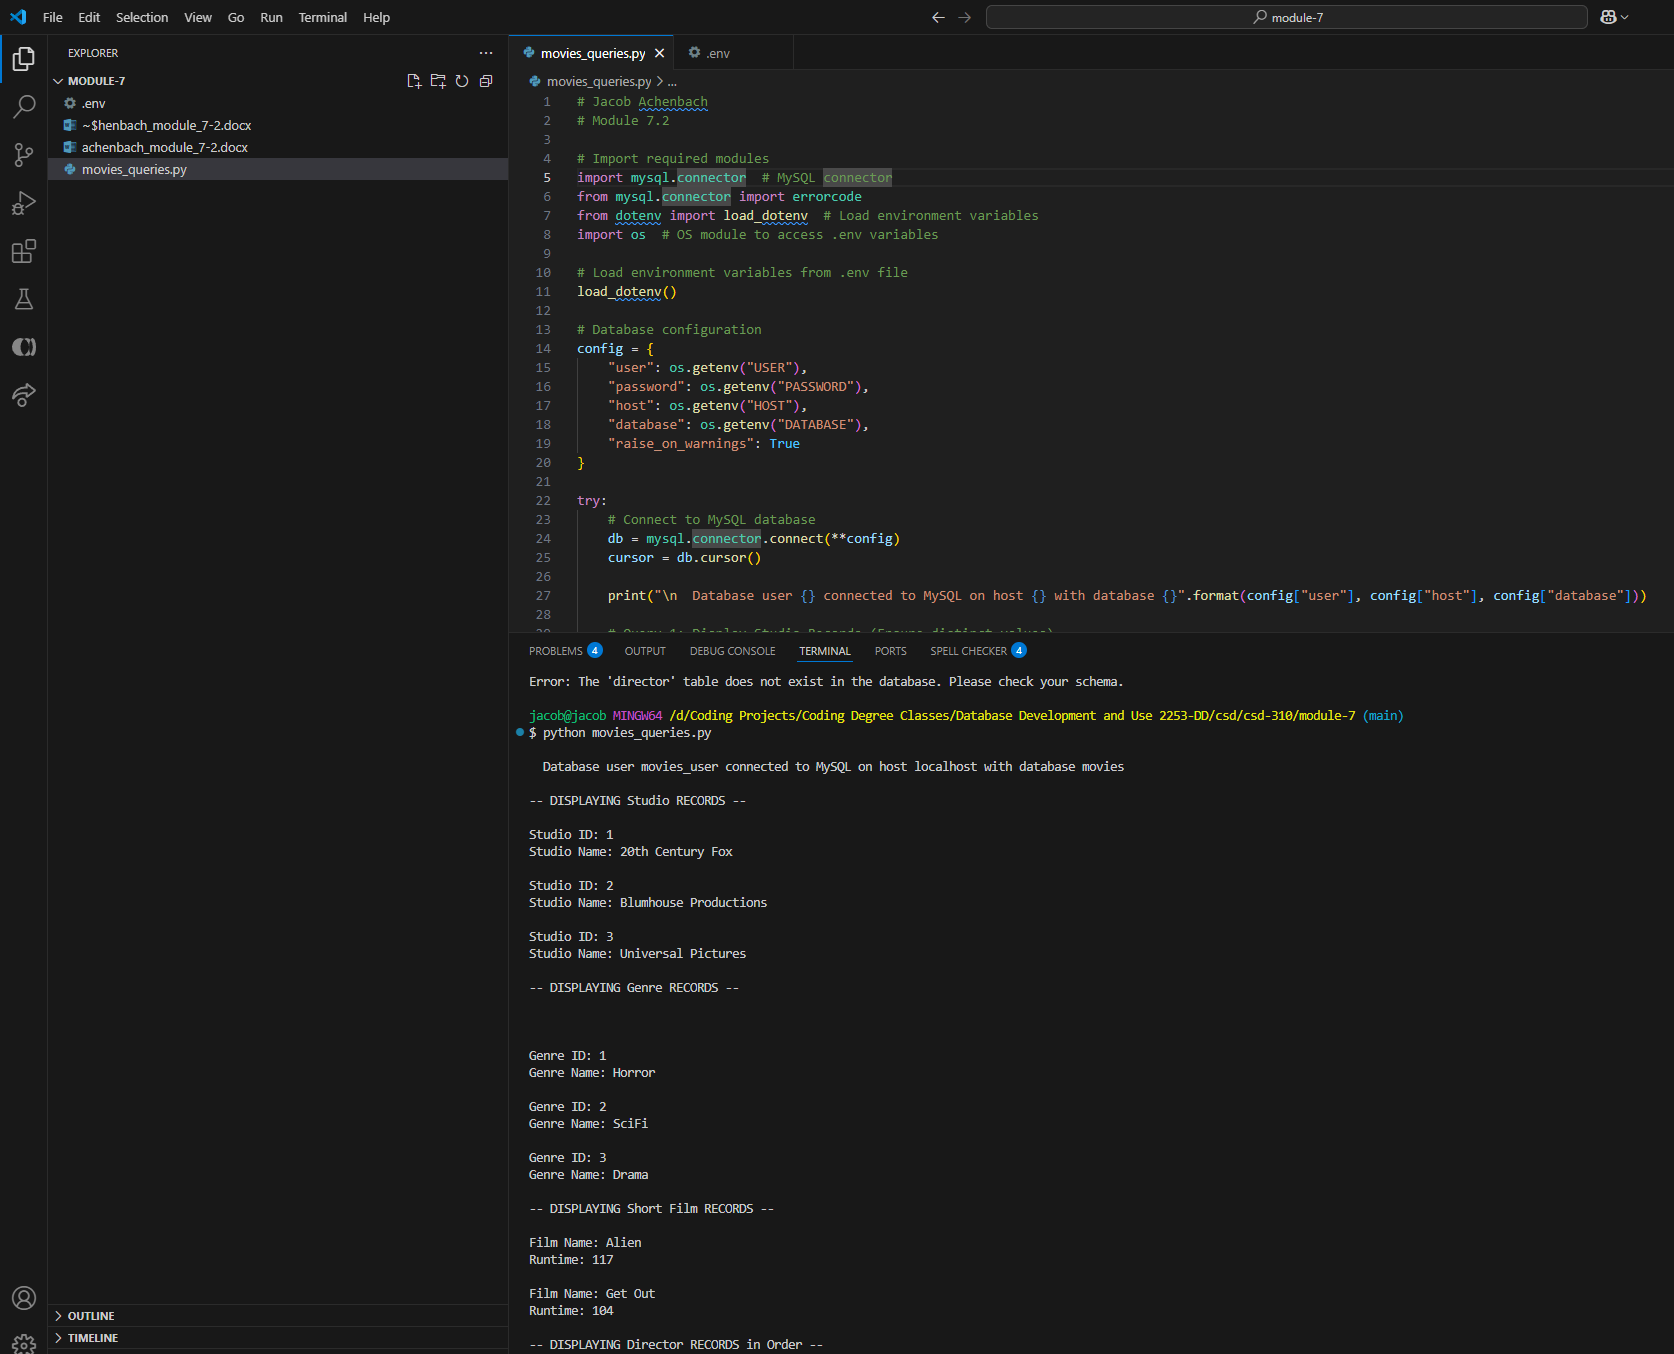 File Edit Selection View Go Run Terminal Help
module-7
EXPLORER
MODULE-7
.env
~$henbach_module_7-2.docx
achenbach_module_7-2.docx
movies_queries.py
OUTLINE
TIMELINE
movies_queries.py .env
movies_queries.py > ...
1 # Jacob Achenbach
2 # Module 7.2
3
4 # Import required modules
5 import mysql.connector # MySQL connector
6 from mysql.connector import errorcode
7 from dotenv import load_dotenv # Load environment variables
8 import os # OS module to access .env variables
9
10 # Load environment variables from .env file
11 load_dotenv()
12
13 # Database configuration
14 config = {
15 "user": os.getenv("USER"),
16 "password": os.getenv("PASSWORD"),
17 "host": os.getenv("HOST"),
18 "database": os.getenv("DATABASE"),
19 "raise_on_warnings": True
20 }
21
22 try:
23 # Connect to MySQL database
24 db = mysql.connector.connect(**config)
25 cursor = db.cursor()
26
27 print("\n  Database user {} connected to MySQL on host {} with database {}".format(config["user"], config["host"], config["database"]))
28
29 # Query 1: Display Studio Records (Ensure distinct values)
PROBLEMS 4 OUTPUT DEBUG CONSOLE TERMINAL PORTS SPELL CHECKER 4
Error: The 'director' table does not exist in the database. Please check your schema.
jacob@jacob MINGW64 /d/Coding Projects/Coding Degree Classes/Database Development and Use 2253-DD/csd/csd-310/module-7 (main)
$ python movies_queries.py
Database user movies_user connected to MySQL on host localhost with database movies
-- DISPLAYING Studio RECORDS --
Studio ID: 1
Studio Name: 20th Century Fox
Studio ID: 2
Studio Name: Blumhouse Productions
Studio ID: 3
Studio Name: Universal Pictures
-- DISPLAYING Genre RECORDS --
Genre ID: 1
Genre Name: Horror
Genre ID: 2
Genre Name: SciFi
Genre ID: 3
Genre Name: Drama
-- DISPLAYING Short Film RECORDS --
Film Name: Alien
Runtime: 117
Film Name: Get Out
Runtime: 104
-- DISPLAYING Director RECORDS in Order --